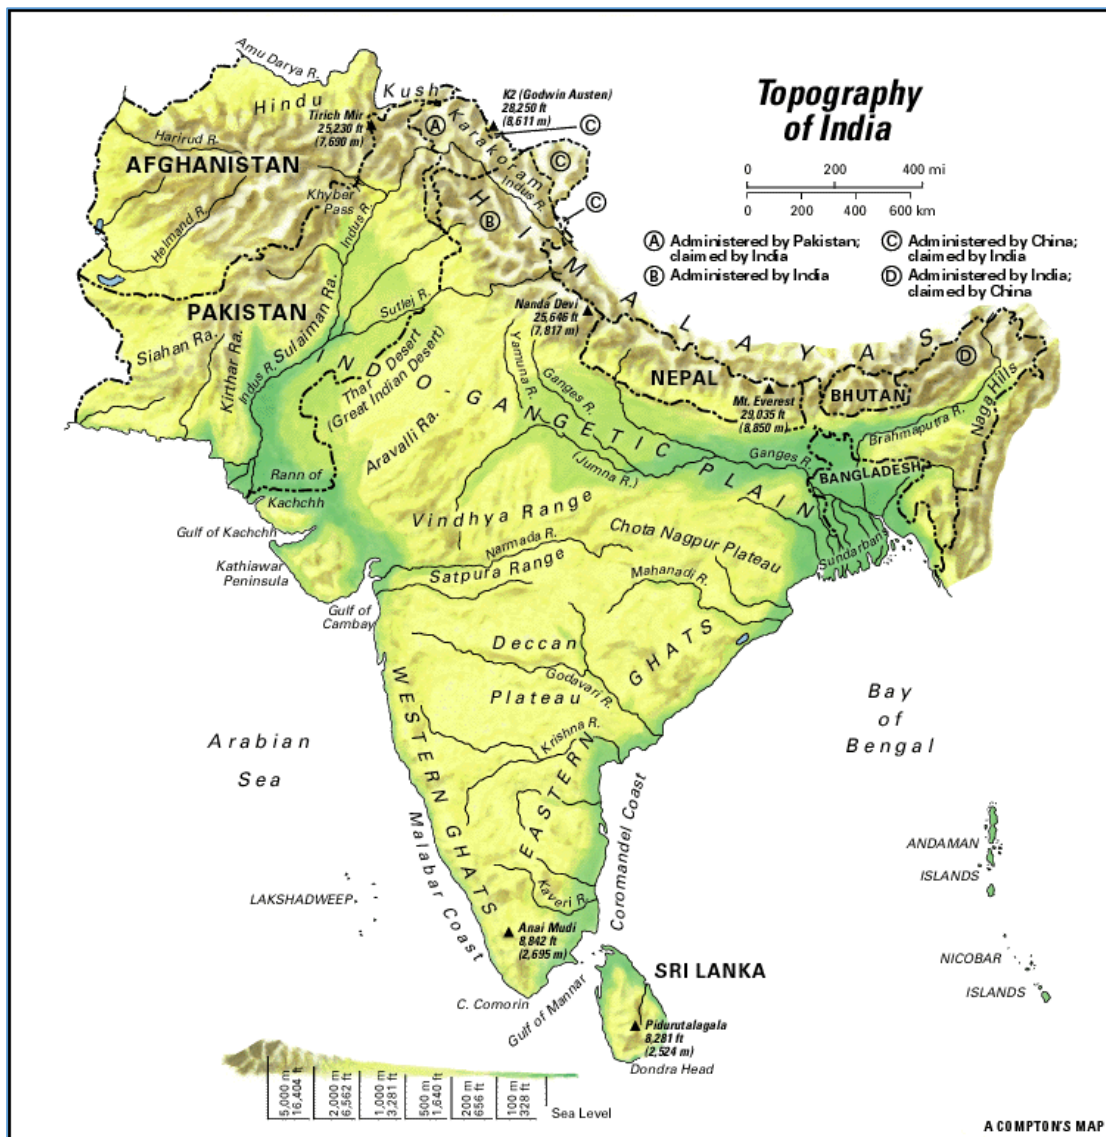 Topography
of India
0 200 400 mi
0 200 400 600 km
A Administered by Pakistan;
claimed by India
B Administered by India
C Administered by China;
claimed by India
D Administered by India;
claimed by China
Amu Darya R.
Hindu Kush
K2 (Godwin Austen)
28,250 ft
(8,611 m)
Tirich Mir
25,230 ft
(7,690 m)
A
C
Karakoram
C
Harirud R.
AFGHANISTAN
Khyber
Pass
Indus R.
Indus R.
C
B
Helmand R.
HIMALAYAS
PAKISTAN
Sulaiman Ra.
Sutlej R.
Nanda Devi
25,646 ft
(7,817 m)
Siahan Ra.
Kirthar Ra.
Indus R.
Thar Desert
(Great Indian Desert)
INDO-GANGETIC PLAIN
Yamuna R.
Ganges R.
NEPAL
Mt. Everest
29,035 ft
(8,850 m)
BHUTAN
D
Naga Hills
Brahmaputra R.
Aravalli Ra.
(Jumna R.)
Ganges R.
BANGLADESH
Rann of
Kachchh
Gulf of Kachchh
Vindhya Range
Chota Nagpur Plateau
Sundarbans
Kathiawar
Peninsula
Narmada R.
Satpura Range
Mahanadi R.
Gulf of
Cambay
Deccan
Plateau
Godavari R.
EASTERN GHATS
WESTERN GHATS
Krishna R.
Arabian
Sea
Bay
of
Bengal
Malabar Coast
Coromandel Coast
ANDAMAN
ISLANDS
LAKSHADWEEP
Kaveri R.
Anai Mudi
8,842 ft
(2,695 m)
NICOBAR
ISLANDS
C. Comorin
Gulf of Mannar
SRI LANKA
Pidurutalagala
8,281 ft
(2,524 m)
Dondra Head
5,000 m
16,404 ft
2,000 m
6,562 ft
1,000 m
3,281 ft
500 m
1,640 ft
200 m
656 ft
100 m
328 ft
Sea Level
A COMPTON'S MAP